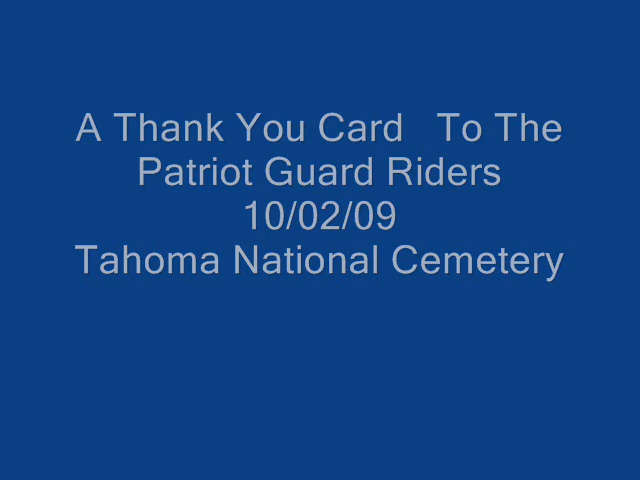 A Thank You Card   To The
Patriot Guard Riders
10/02/09
Tahoma National Cemetery